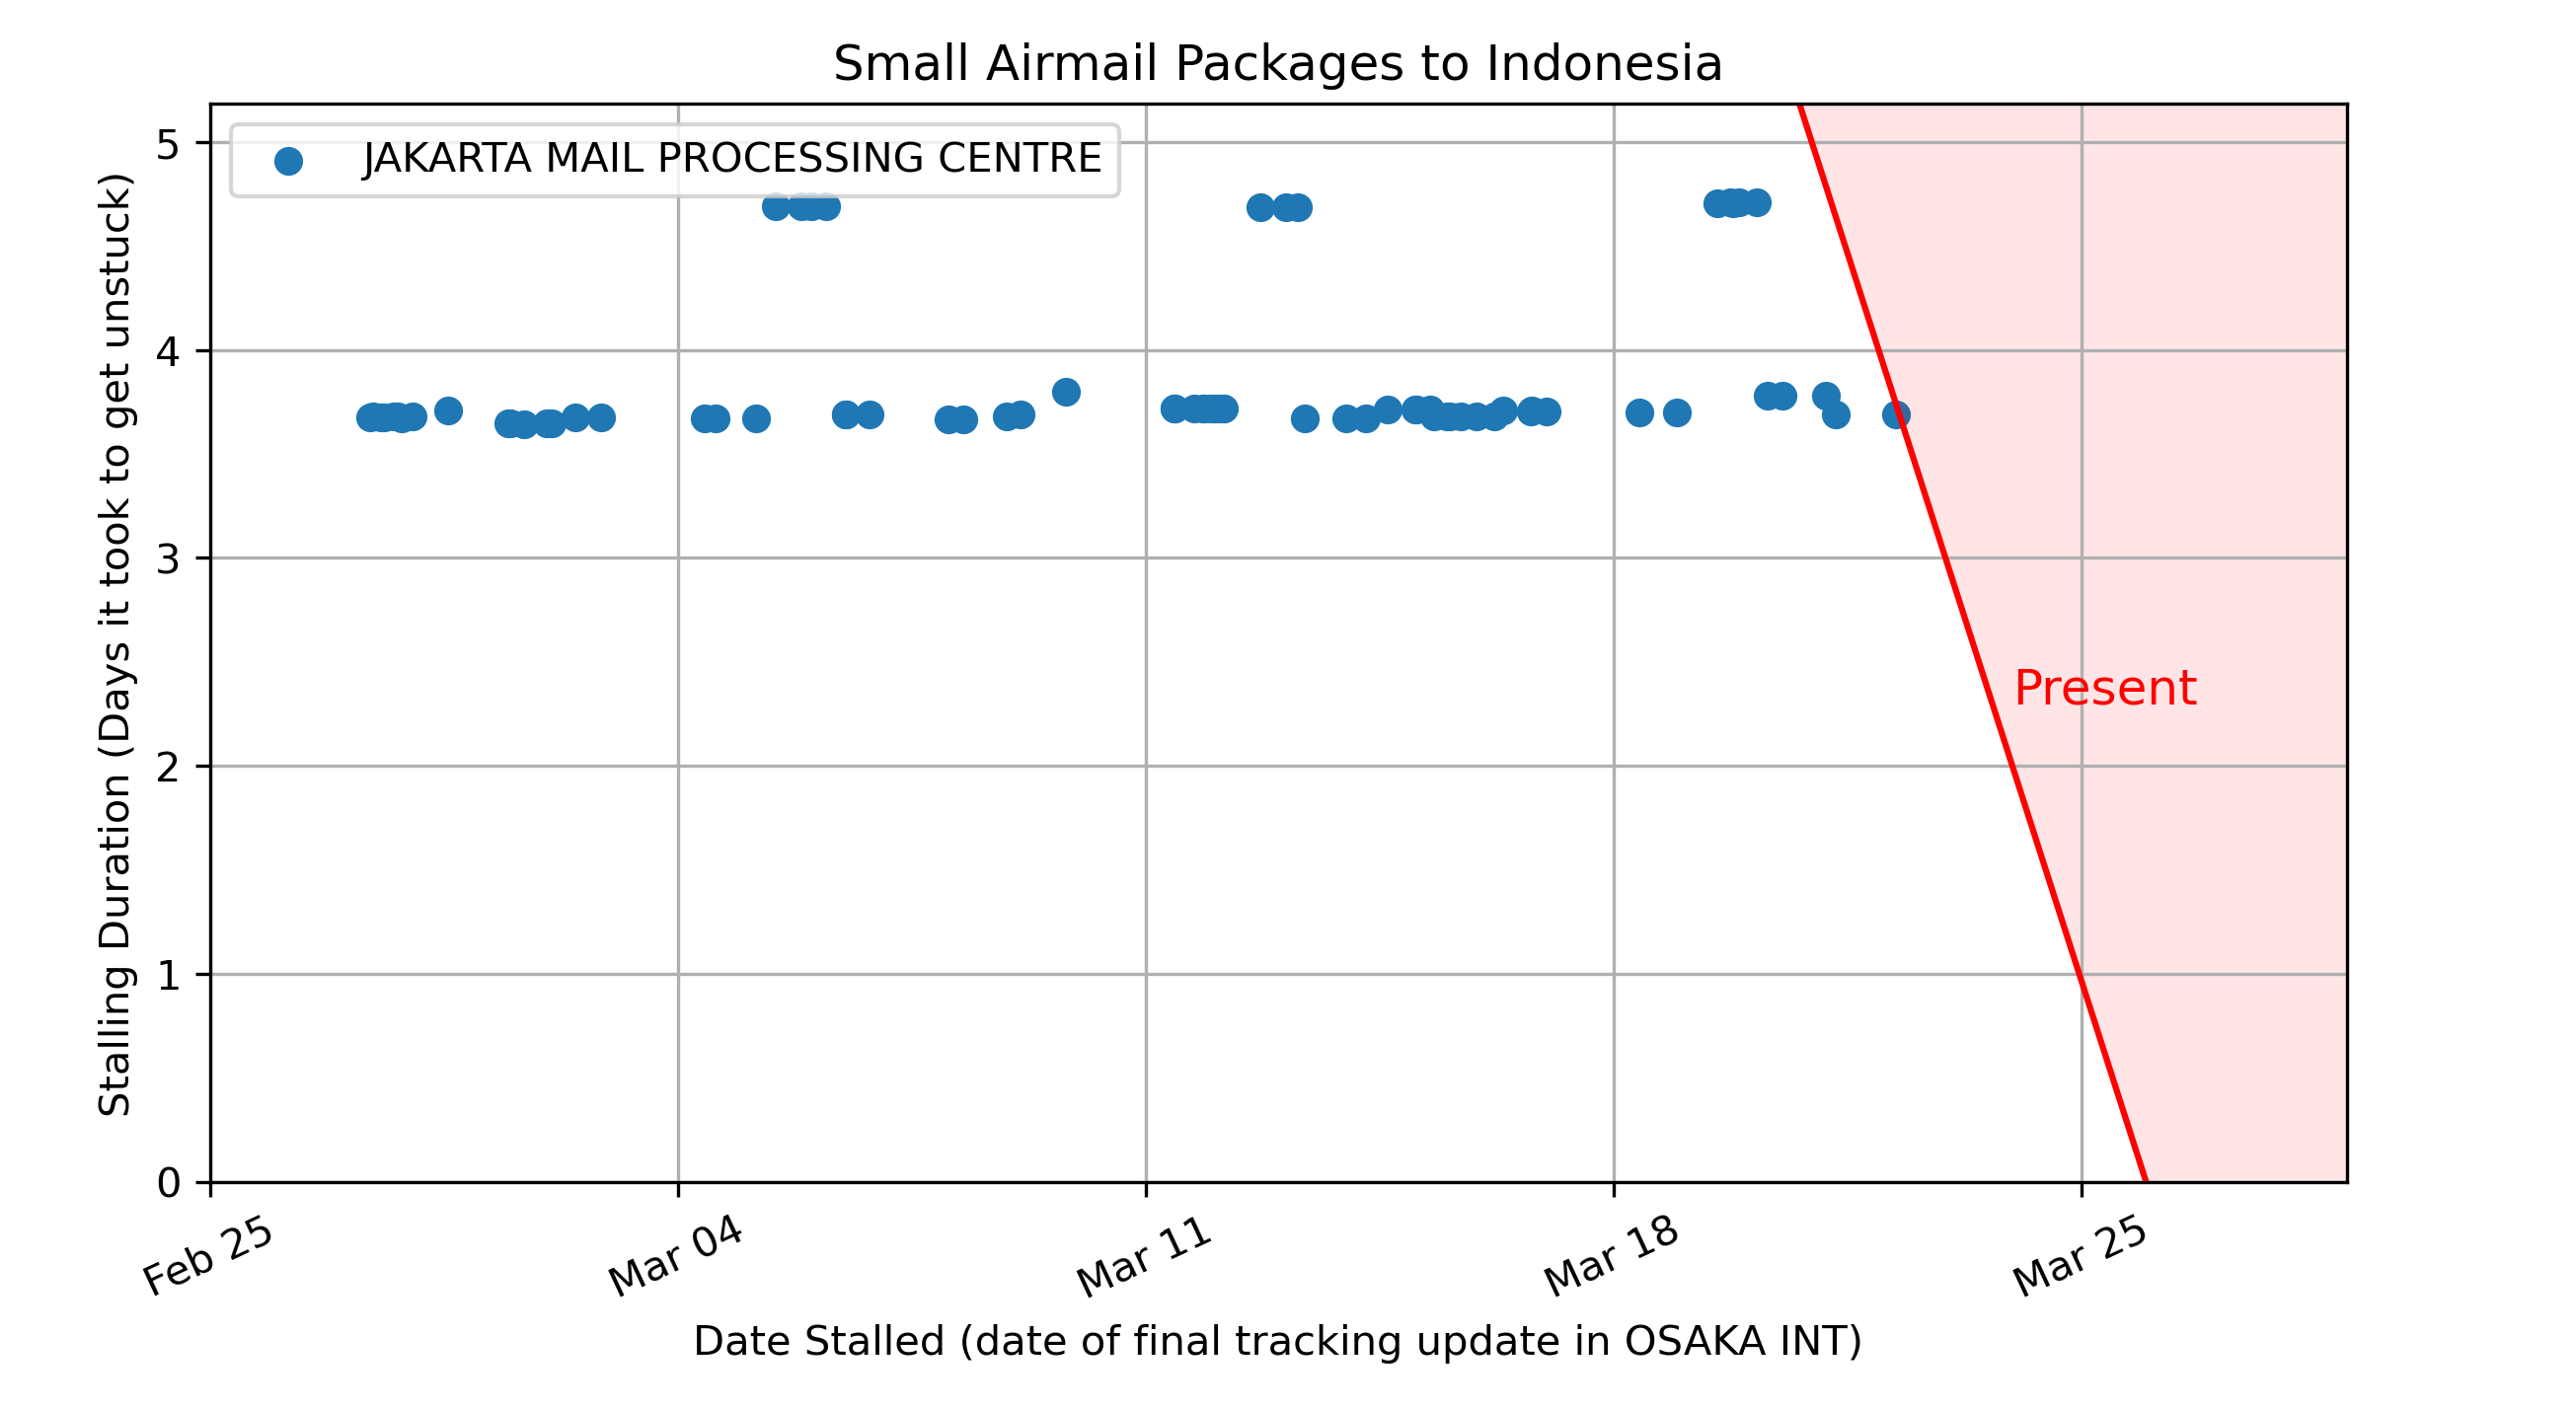 Small Airmail Packages to Indonesia
JAKARTA MAIL PROCESSING CENTRE
Stalling Duration (Days it took to get unstuck)
5
4
3
2
1
0
Present
Feb 25
Mar 04
Mar 11
Mar 18
Mar 25
Date Stalled (date of final tracking update in OSAKA INT)